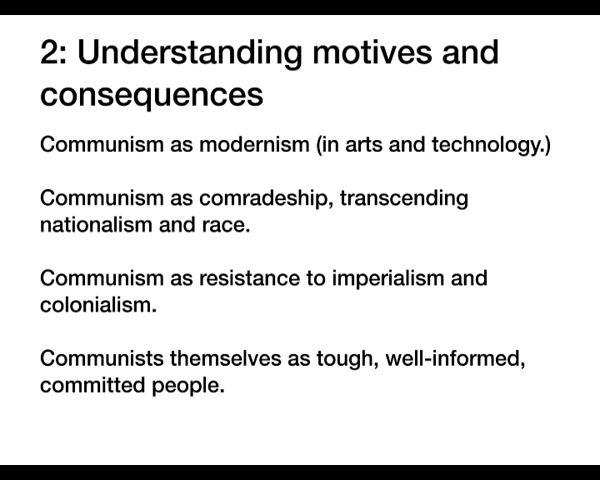 2: Understanding motives and
consequences
Communism as modernism (in arts and technology.)
Communism as comradeship, transcending
nationalism and race.
Communism as resistance to imperialism and
colonialism.
Communists themselves as tough, well-informed,
committed people.